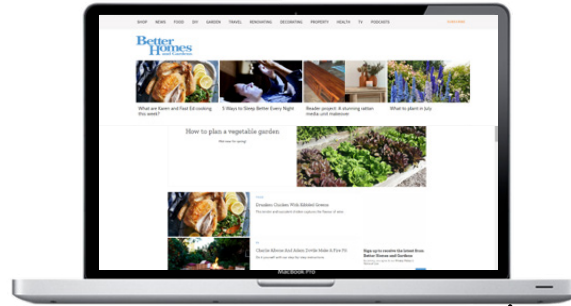 SHOP NEWS FOOD DIY GARDEN TRAVEL RENOVATING DECORATING PROPERTY HEALTH TV PODCASTS
Better
Homes
and Gardens
What are Karen and Fast Ed cooking
this week?
5 Ways to Sleep Better Every Night
Reader project: A stunning rattan
media unit makeover
What to plant in July
How to plan a vegetable garden
Drunken Chicken With Edible Greens
Charlie Albone And Adam Dovile Make A Fire Pit
Sign up to receive the latest from
Better Homes and Gardens
MacBook Pro